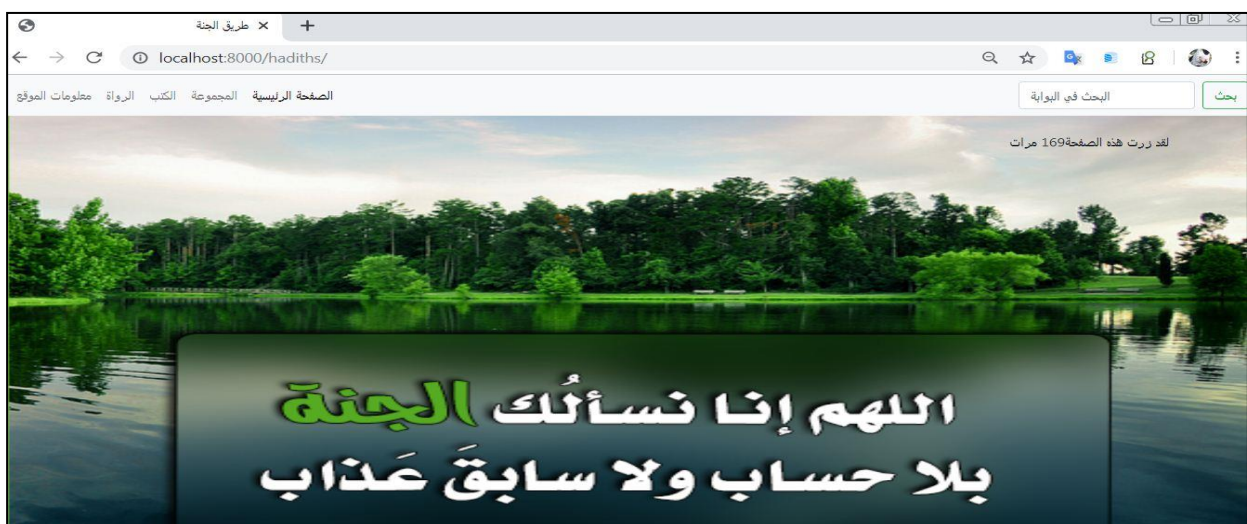 طريق الجنة
localhost:8000/hadiths/
الصفحة الرئيسية المجموعة الكتب الرواة معلومات الموقع
البحث في البوابة
بحث
لقد زرت هذه الصفحة169 مرات
اللهم إنا نسألُك الجنة
بلا حساب ولا سابقَ عَذاب